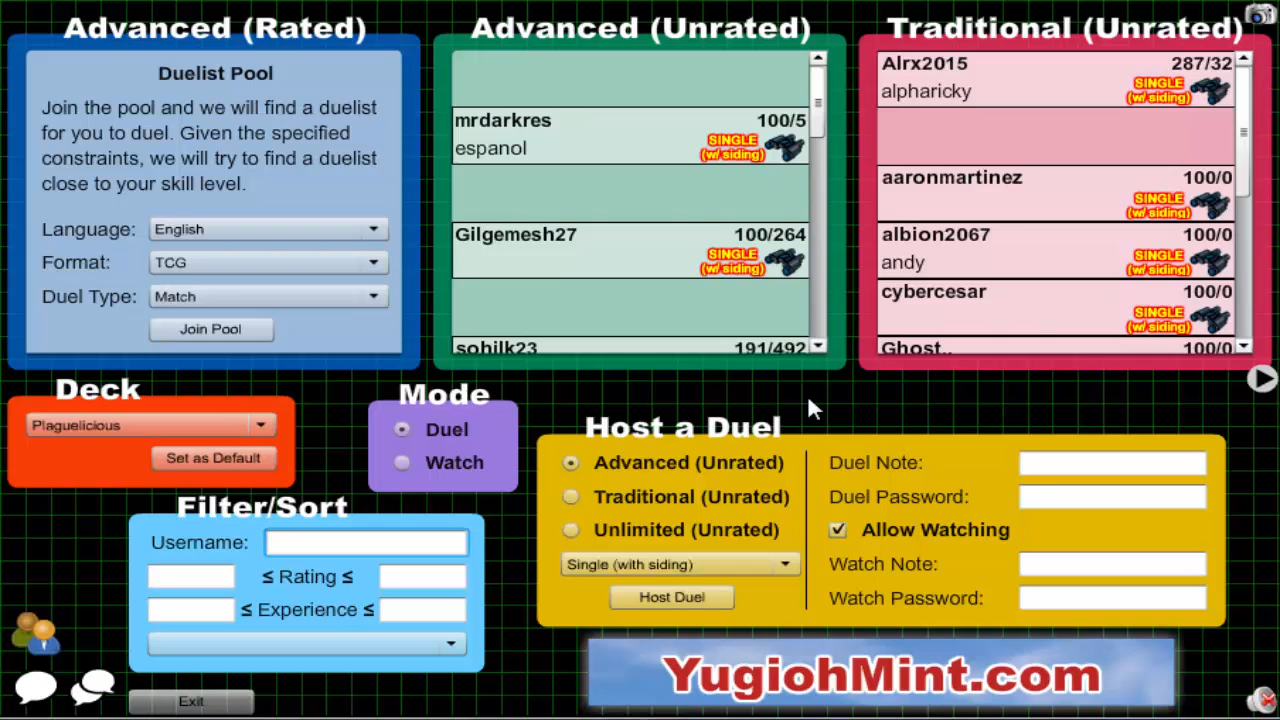 Advanced (Rated)
Duelist Pool
Join the pool and we will find a duelist
for you to duel. Given the specified
constraints, we will try to find a duelist
close to your skill level.
Language: English
Format: TCG
Duel Type: Match
Join Pool
Advanced (Unrated)
mrdarkres 100/5
espanol SINGLE
(w/ siding)
Gilgemesh27 100/264
SINGLE
(w/ siding)
sohilk23 191/492
Traditional (Unrated)
Alrx2015 287/32
alpharicky SINGLE
(w/ siding)
aaronmartinez 100/0
SINGLE
(w/ siding)
albion2067 100/0
andy SINGLE
(w/ siding)
cybercesar 100/0
SINGLE
(w/ siding)
Ghost.. 100/0
Deck
Plaguelicious
Set as Default
Mode
Duel
Watch
Filter/Sort
Username:
≤ Rating ≤
≤ Experience ≤
Exit
Host a Duel
Advanced (Unrated)
Traditional (Unrated)
Unlimited (Unrated)
Single (with siding)
Host Duel
Duel Note:
Duel Password:
Allow Watching
Watch Note:
Watch Password:
YugiohMint.com